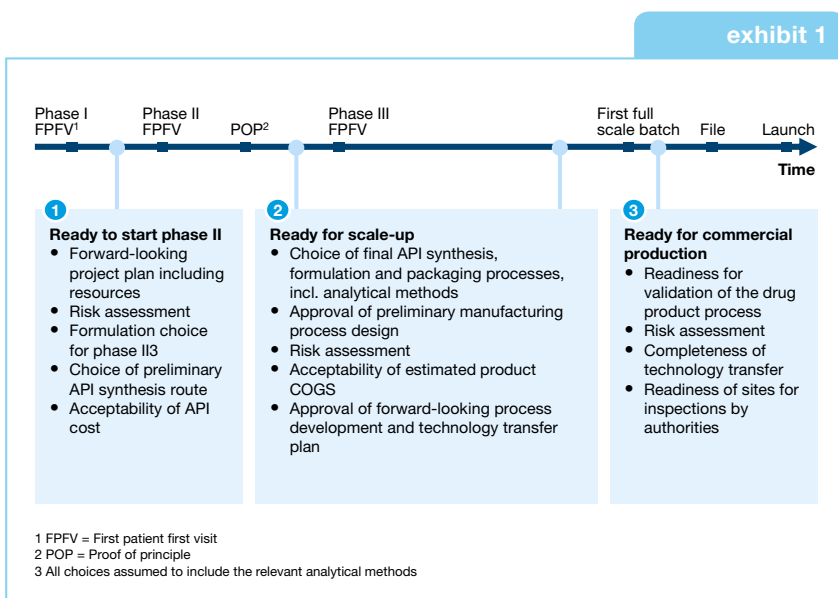 exhibit 1
Phase I
FPFV1
Phase II
FPFV
POP2
Phase III
FPFV
First full
scale batch
File
Launch
Time
1
Ready to start phase II
• Forward-looking
project plan including
resources
• Risk assessment
• Formulation choice
for phase II3
• Choice of preliminary
API synthesis route
• Acceptability of API
cost
2
Ready for scale-up
• Choice of final API synthesis,
formulation and packaging processes,
incl. analytical methods
• Approval of preliminary manufacturing
process design
• Risk assessment
• Acceptability of estimated product
COGS
• Approval of forward-looking process
development and technology transfer
plan
3
Ready for commercial
production
• Readiness for
validation of the drug
product process
• Risk assessment
• Completeness of
technology transfer
• Readiness of sites for
inspections by
authorities
1 FPFV = First patient first visit
2 POP = Proof of principle
3 All choices assumed to include the relevant analytical methods